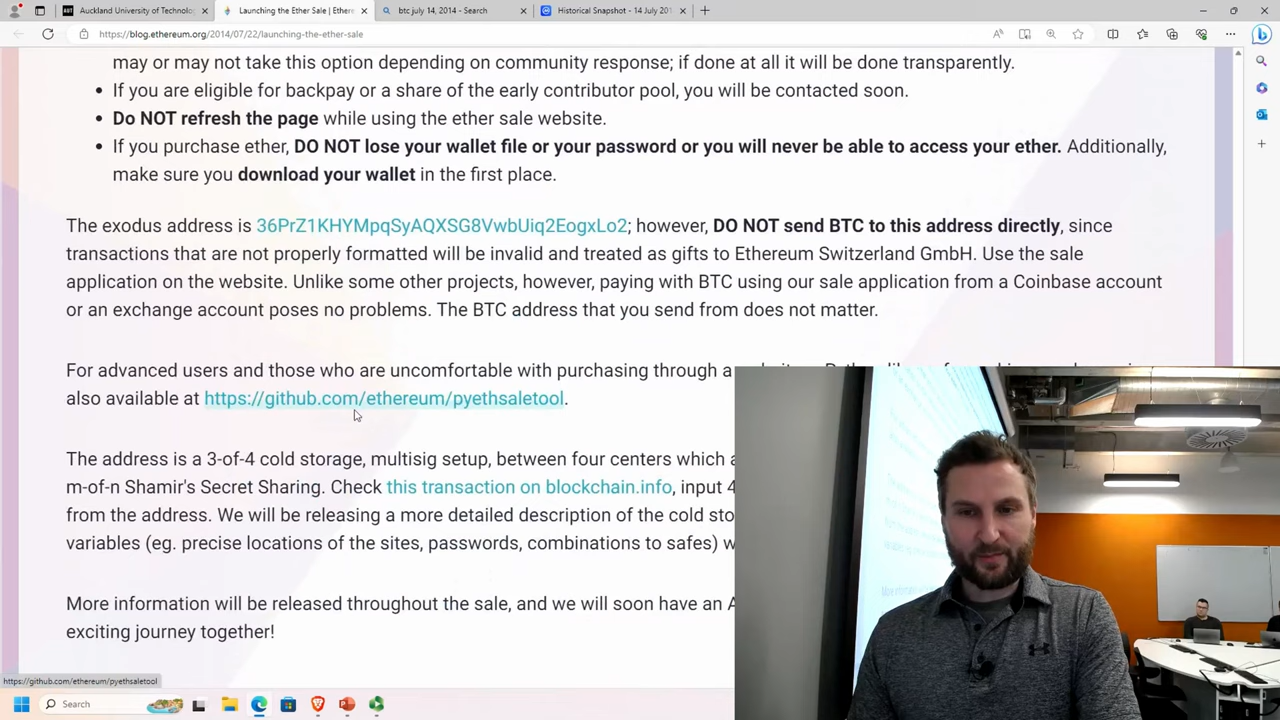 Auckland University of Technolo
Launching the Ether Sale | Ethere
btc july 14, 2014 - Search
Historical Snapshot - 14 July 201
https://blog.ethereum.org/2014/07/22/launching-the-ether-sale
may or may not take this option depending on community response; if done at all it will be done transparently.
• If you are eligible for backpay or a share of the early contributor pool, you will be contacted soon.
• Do NOT refresh the page while using the ether sale website.
• If you purchase ether, DO NOT lose your wallet file or your password or you will never be able to access your ether. Additionally,
make sure you download your wallet in the first place.
The exodus address is 36PrZ1KHYMpqSyAQXSG8VwbUiq2EogxLo2; however, DO NOT send BTC to this address directly, since
transactions that are not properly formatted will be invalid and treated as gifts to Ethereum Switzerland GmbH. Use the sale
application on the website. Unlike some other projects, however, paying with BTC using our sale application from a Coinbase account
or an exchange account poses no problems. The BTC address that you send from does not matter.
For advanced users and those who are uncomfortable with purchasing through a
also available at https://github.com/ethereum/pyethsaletool.
The address is a 3-of-4 cold storage, multisig setup, between four centers which a
m-of-n Shamir's Secret Sharing. Check this transaction on blockchain.info, input 4
from the address. We will be releasing a more detailed description of the cold sto
variables (eg. precise locations of the sites, passwords, combinations to safes) w
More information will be released throughout the sale, and we will soon have an A
exciting journey together!
https://github.com/ethereum/pyethsaletool
Search